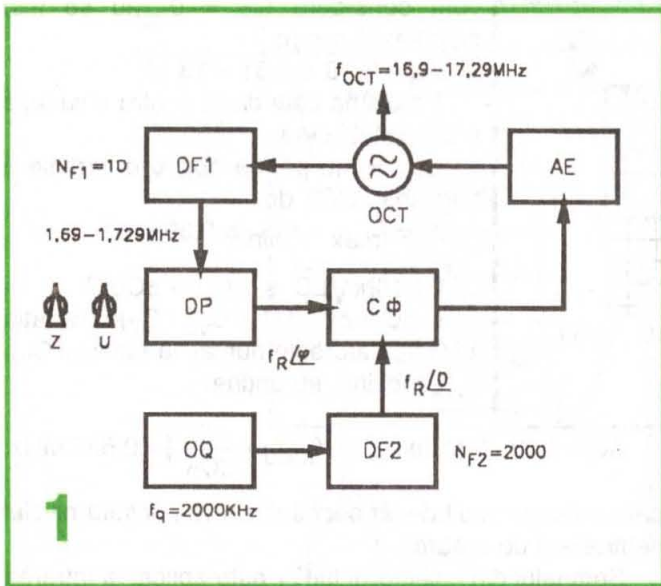 fOCT=16,9-17,29MHz
NF1=10
DF1
OCT
AE
1,69-1,729MHz
DP
CΦ
Z
U
fR/φ
fR/0
OQ
DF2
NF2=2000
fq=2000KHz
1